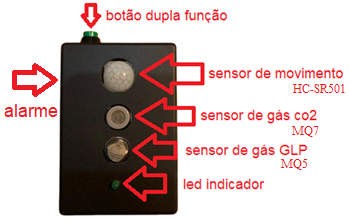 botão dupla função
sensor de movimento
HC-SR501
alarme
sensor de gás co2
MQ7
sensor de gás GLP
MQ5
led indicador